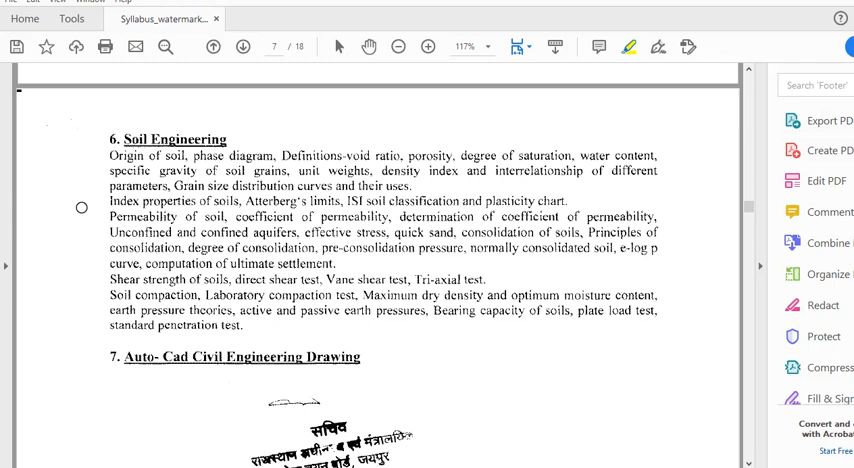 Home Tools Syllabus_watermark... ×
7 / 18 117%
Search 'Footer'
6. Soil Engineering
Origin of soil, phase diagram, Definitions-void ratio, porosity, degree of saturation, water content,
specific gravity of soil grains, unit weights, density index and interrelationship of different
parameters, Grain size distribution curves and their uses.
Index properties of soils, Atterberg's limits, ISI soil classification and plasticity chart.
Permeability of soil, coefficient of permeability, determination of coefficient of permeability,
Unconfined and confined aquifers, effective stress, quick sand, consolidation of soils, Principles of
consolidation, degree of consolidation, pre-consolidation pressure, normally consolidated soil, e-log p
curve, computation of ultimate settlement.
Shear strength of soils, direct shear test, Vane shear test, Tri-axial test.
Soil compaction, Laboratory compaction test, Maximum dry density and optimum moisture content,
earth pressure theories, active and passive earth pressures, Bearing capacity of soils, plate load test,
standard penetration test.
7. Auto- Cad Civil Engineering Drawing
सचिव
राजस्थान एवं
बोर्ड, जयपुर
Export PD
Create PD
Edit PDF
Comment
Combine
Organize
Redact
Protect
Compress
Fill & Sign
Convert and
with Acrobat
Start Free